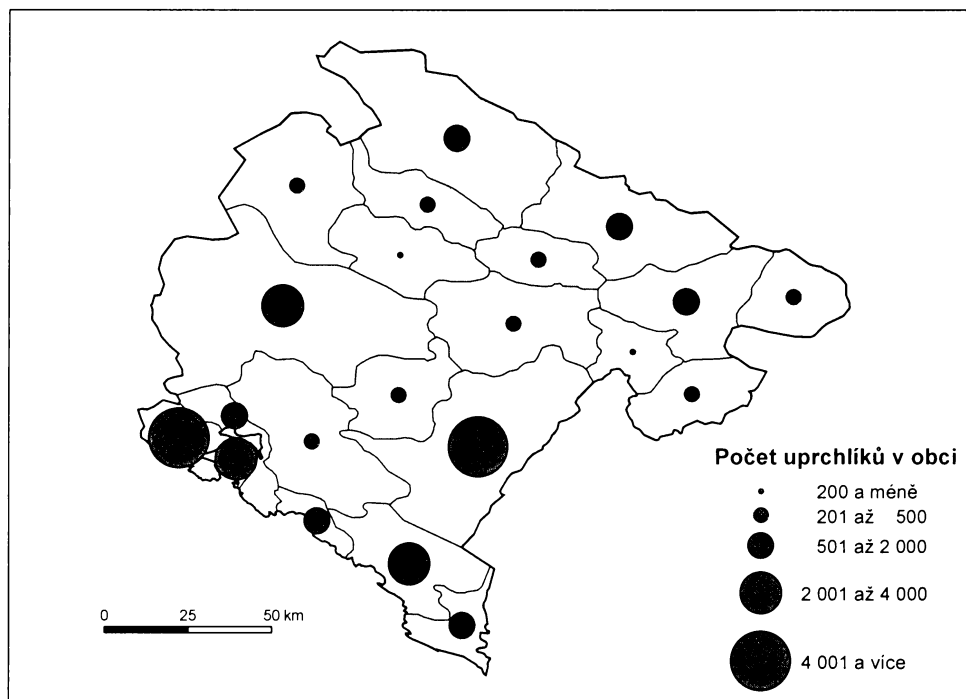 Počet uprchlíků v obci
200 a méně
201 až 500
501 až 2 000
2 001 až 4 000
4 001 a více
0 25 50 km